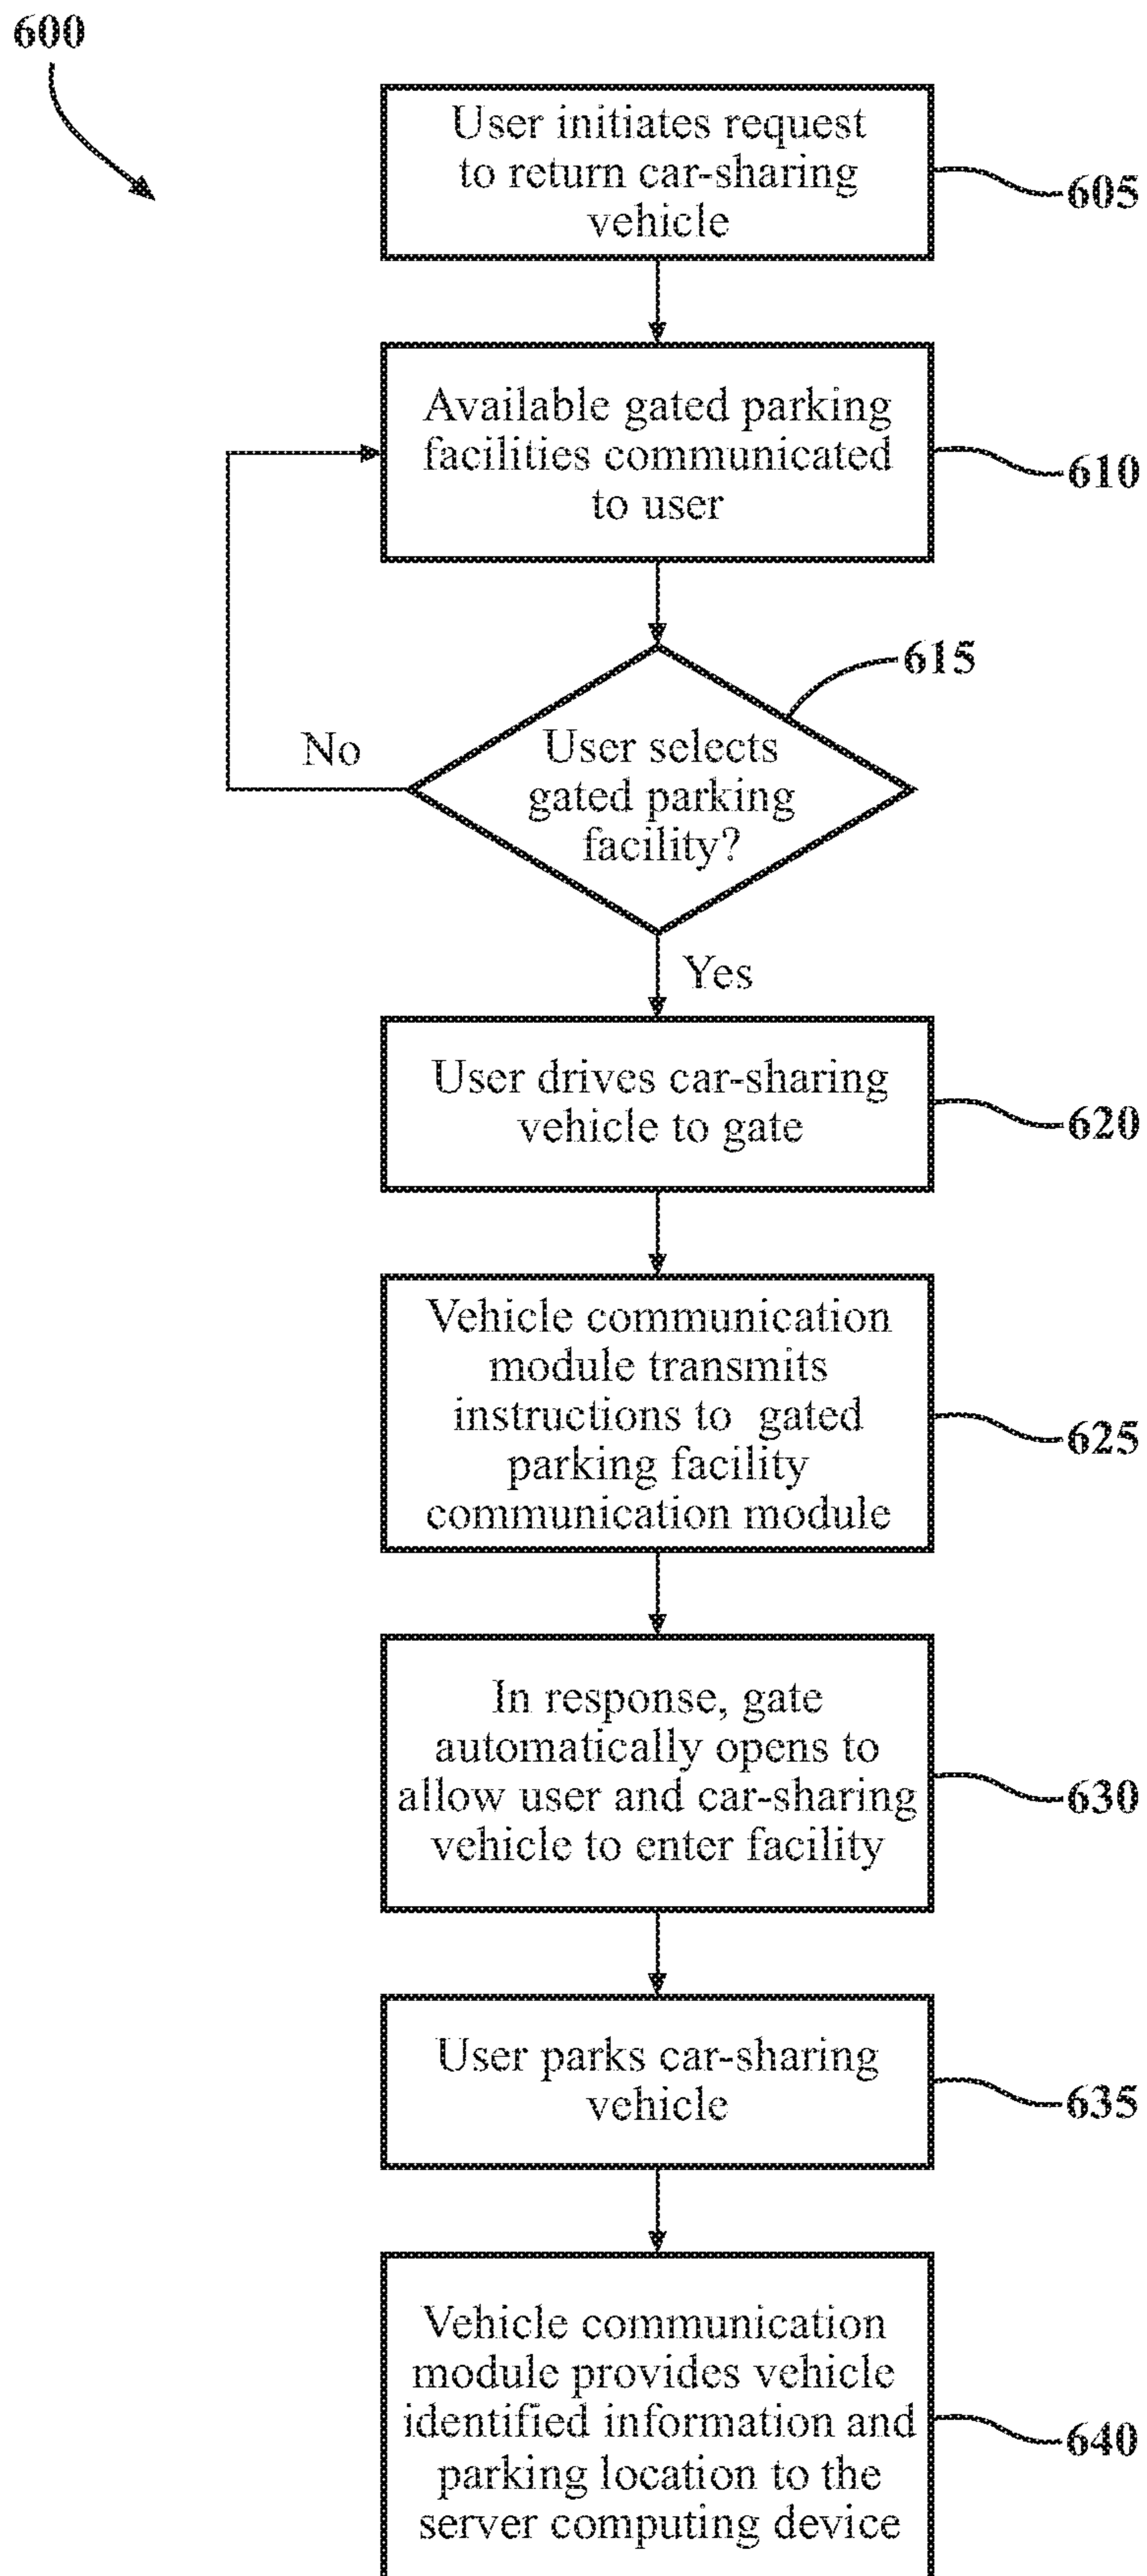 600
User initiates request
to return car-sharing
vehicle
605
Available gated parking
facilities communicated
to user
610
615
User selects
gated parking
facility?
No
Yes
User drives car-sharing
vehicle to gate
620
Vehicle communication
module transmits
instructions to gated
parking facility
communication module
625
In response, gate
automatically opens to
allow user and car-sharing
vehicle to enter facility
630
User parks car-sharing
vehicle
635
Vehicle communication
module provides vehicle
identified information and
parking location to the
server computing device
640